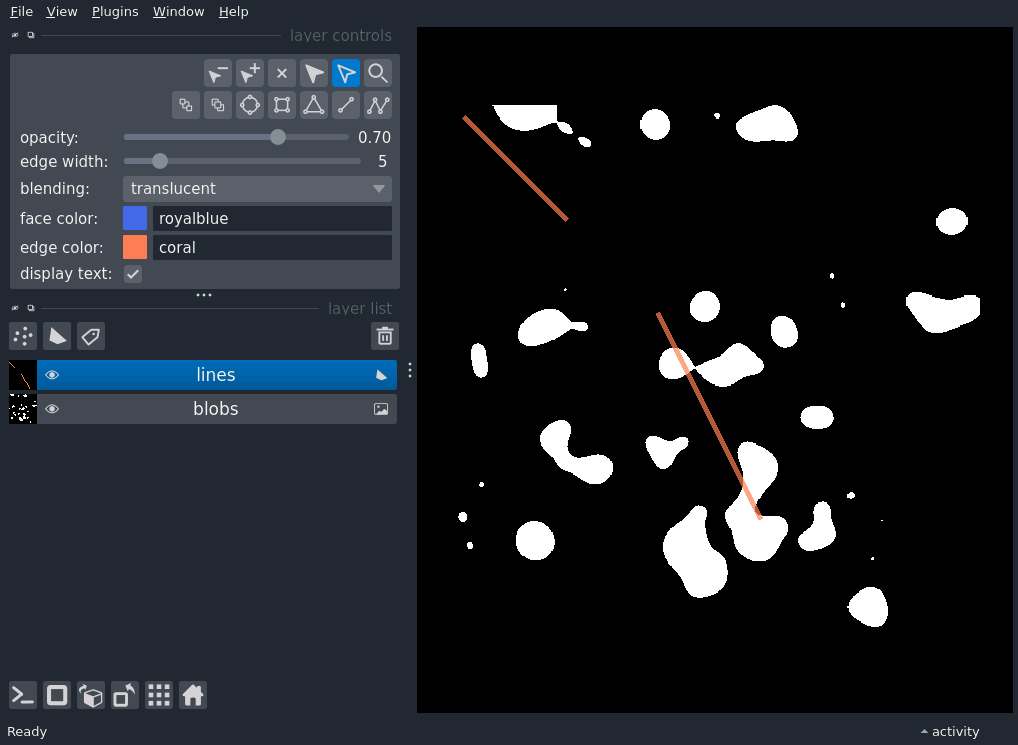 File View Plugins Window Help
layer controls
opacity: 0.70
edge width: 5
blending: translucent
face color: royalblue
edge color: coral
display text:
layer list
lines
blobs
Ready activity